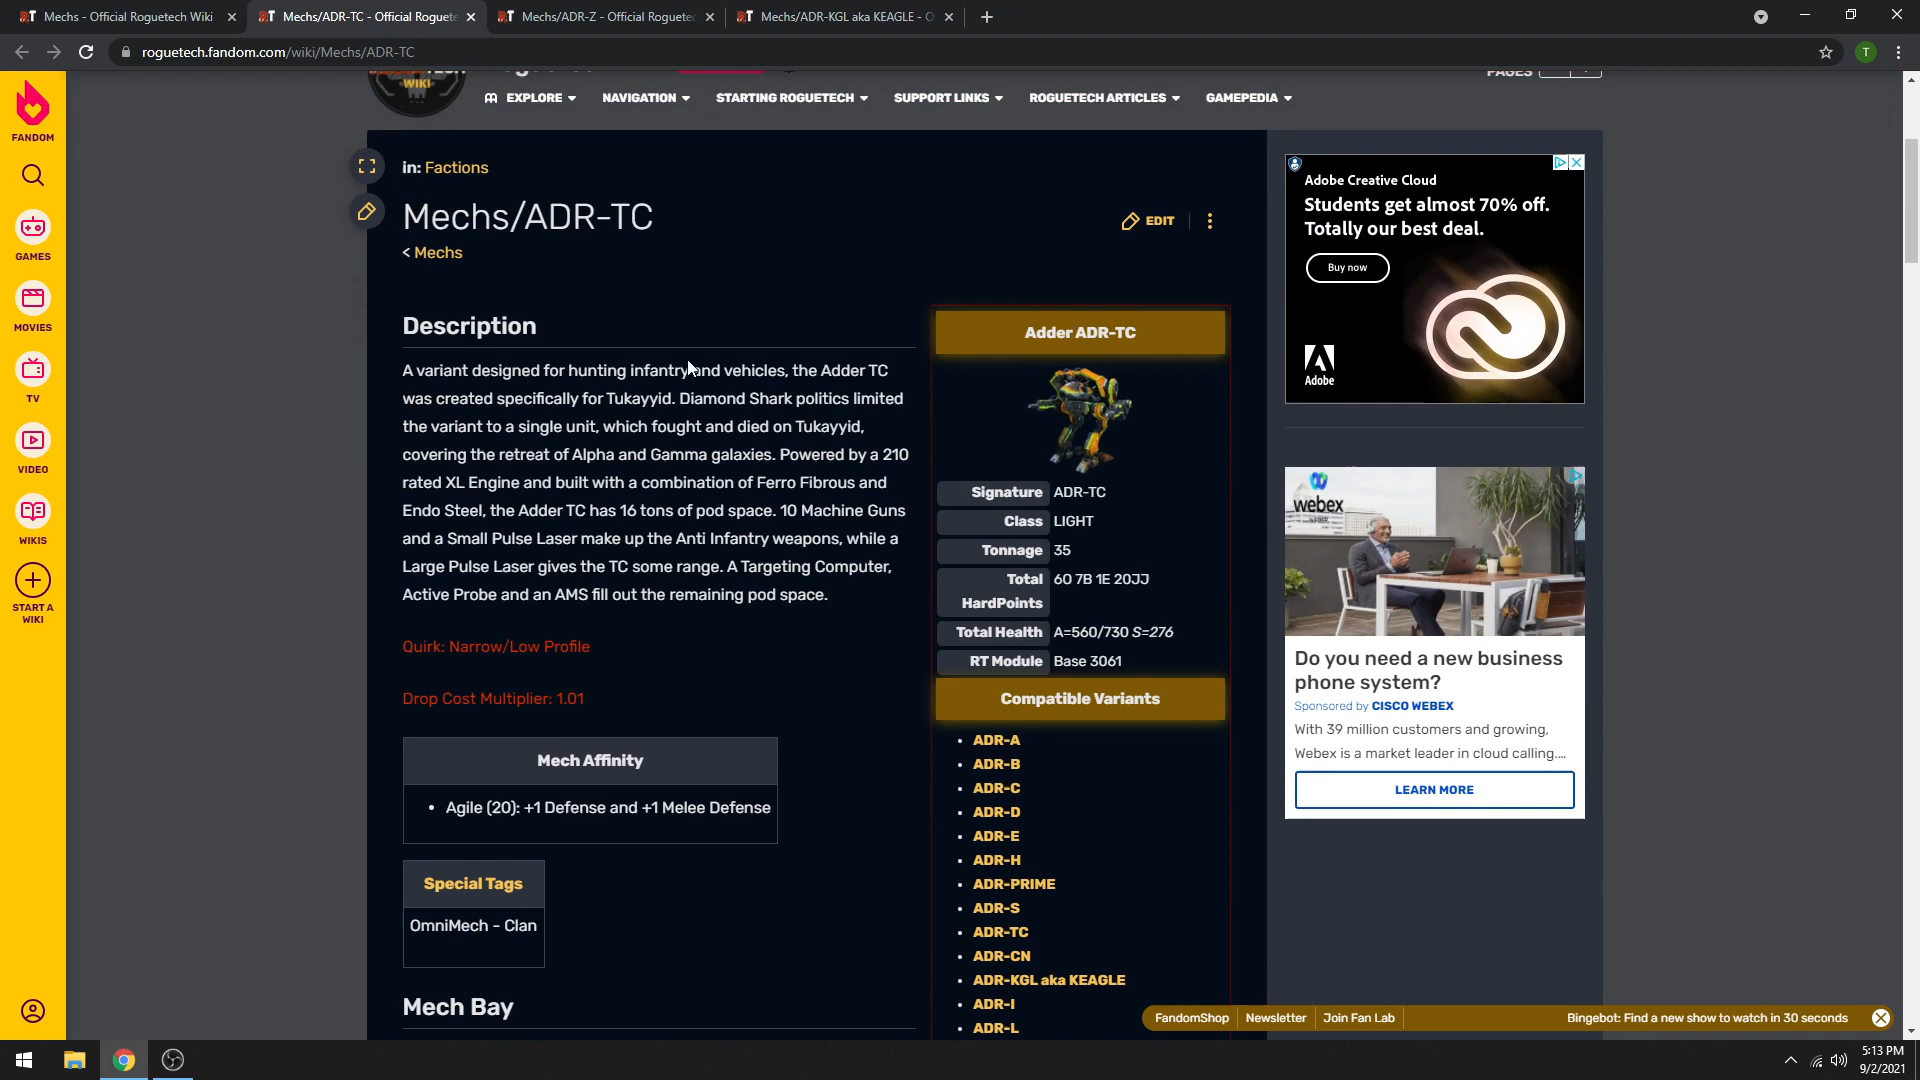 Mechs - Official Roguetech Wiki
Mechs/ADR-TC - Official Roguete
Mechs/ADR-Z - Official Roguetec
Mechs/ADR-KGL aka KEAGLE - O
roguetech.fandom.com/wiki/Mechs/ADR-TC
T
FANDOM
GAMES
MOVIES
TV
VIDEO
WIKIS
START A
WIKI
WIKI
PAGES
EXPLORE
NAVIGATION
STARTING ROGUETECH
SUPPORT LINKS
ROGUETECH ARTICLES
GAMEPEDIA
in: Factions
Mechs/ADR-TC
EDIT
< Mechs
Description
A variant designed for hunting infantry and vehicles, the Adder TC
was created specifically for Tukayyid. Diamond Shark politics limited
the variant to a single unit, which fought and died on Tukayyid,
covering the retreat of Alpha and Gamma galaxies. Powered by a 210
rated XL Engine and built with a combination of Ferro Fibrous and
Endo Steel, the Adder TC has 16 tons of pod space. 10 Machine Guns
and a Small Pulse Laser make up the Anti Infantry weapons, while a
Large Pulse Laser gives the TC some range. A Targeting Computer,
Active Probe and an AMS fill out the remaining pod space.
Quirk: Narrow/Low Profile
Drop Cost Multiplier: 1.01
Mech Affinity
• Agile (20): +1 Defense and +1 Melee Defense
Special Tags
OmniMech - Clan
Mech Bay
Adder ADR-TC
Signature ADR-TC
Class LIGHT
Tonnage 35
Total HardPoints 6O 7B 1E 20JJ
Total Health A=560/730 S=276
RT Module Base 3061
Compatible Variants
• ADR-A
• ADR-B
• ADR-C
• ADR-D
• ADR-E
• ADR-H
• ADR-PRIME
• ADR-S
• ADR-TC
• ADR-CN
• ADR-KGL aka KEAGLE
• ADR-I
• ADR-L
Adobe Creative Cloud
Students get almost 70% off.
Totally our best deal.
Buy now
Adobe
webex
by CISCO
Do you need a new business
phone system?
Sponsored by CISCO WEBEX
With 39 million customers and growing,
Webex is a market leader in cloud calling....
LEARN MORE
FandomShop
Newsletter
Join Fan Lab
Bingebot: Find a new show to watch in 30 seconds
5:13 PM
9/2/2021